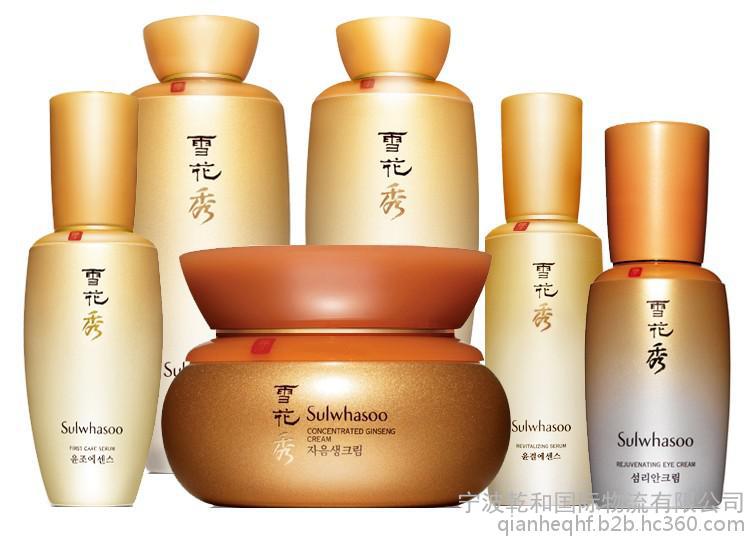 雪花秀
雪花秀
雪花秀
Sulwhasoo
FIRST CARE SERUM
윤조에센스
雪花秀
Sulwhasoo
CONCENTRATED GINSENG
CREAM
자음생크림
雪花秀
Sulwhasoo
REVITALIZING SERUM
윤결에센스
雪花秀
Sulwhasoo
REJUVENATING EYE CREAM
섬리안크림
宁波乾和国际物流有限公司
qianheqhf.b2b.hc360.com